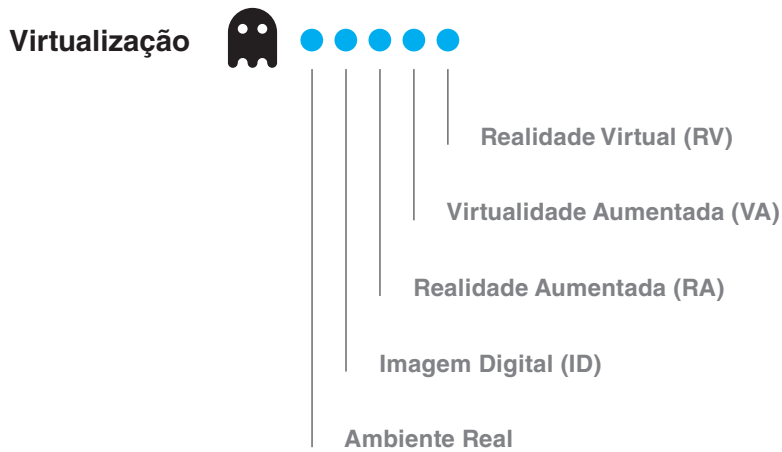 Virtualização
Realidade Virtual (RV)
Virtualidade Aumentada (VA)
Realidade Aumentada (RA)
Imagem Digital (ID)
Ambiente Real